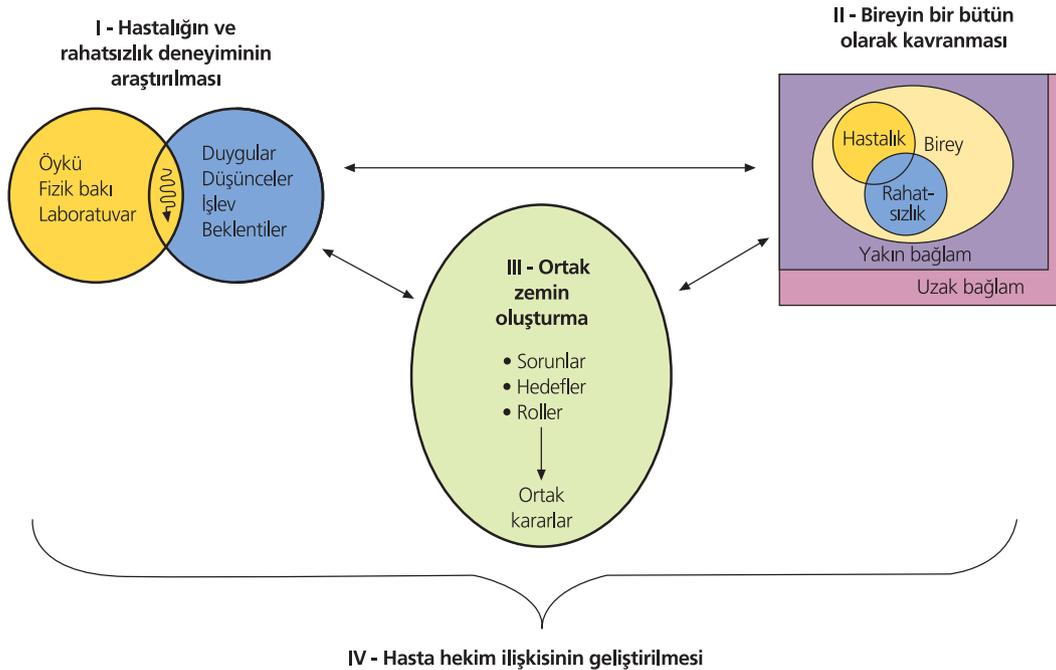 I - Hastalığın ve
rahatsızlık deneyiminin
araştırılması
Öykü
Fizik bakı
Laboratuvar
Duygular
Düşünceler
İşlev
Beklentiler
II - Bireyin bir bütün
olarak kavranması
Hastalık
Birey
Rahat-
sızlık
Yakın bağlam
Uzak bağlam
III - Ortak
zemin
oluşturma
• Sorunlar
• Hedefler
• Roller
Ortak
kararlar
IV - Hasta hekim ilişkisinin geliştirilmesi